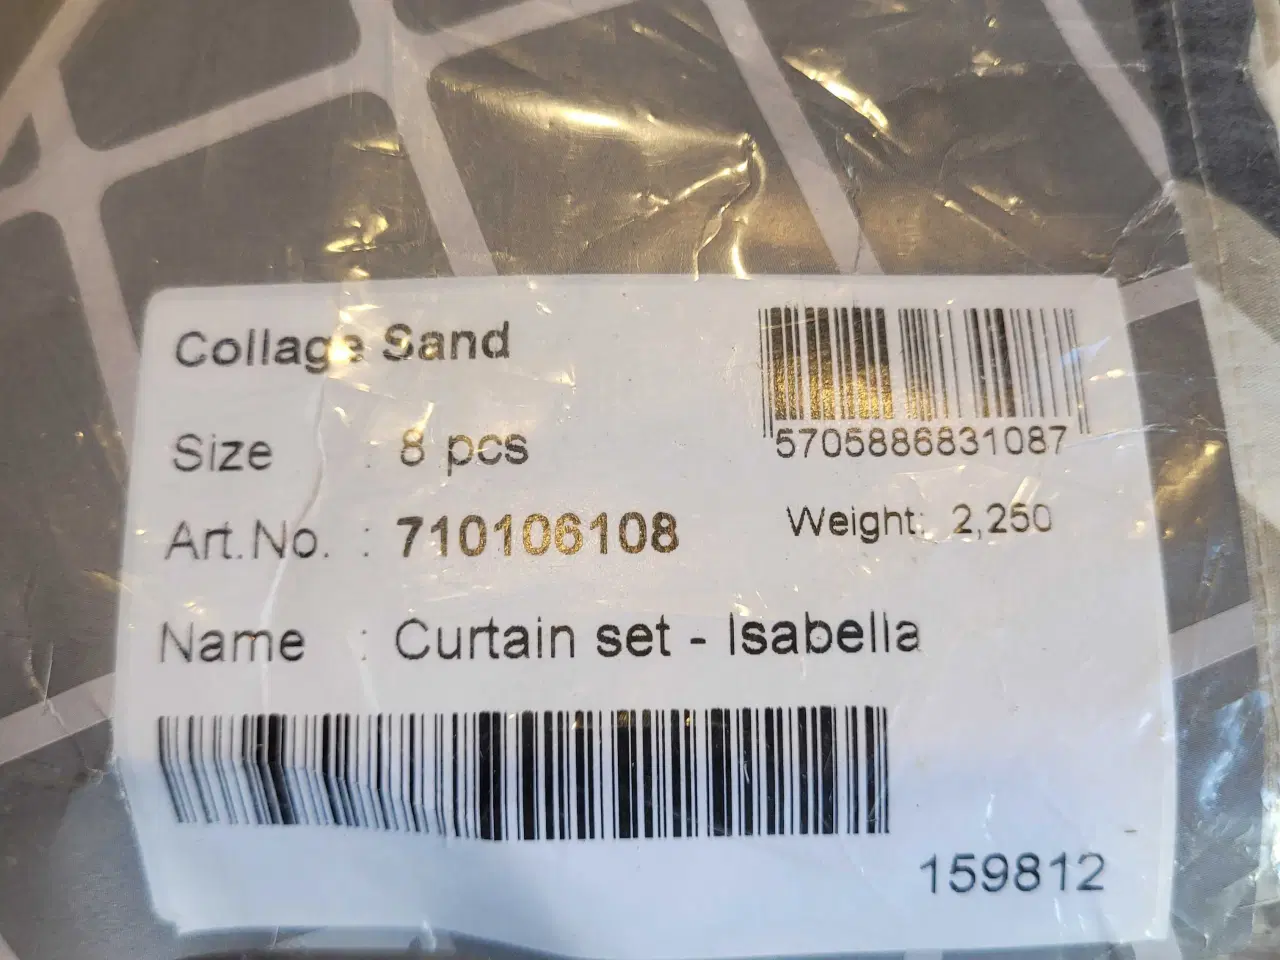 Collage Sand
5705886831087
Size : 8 pcs
Art.No. : 710106108
Weight: 2,250
Name : Curtain set - Isabella
159812